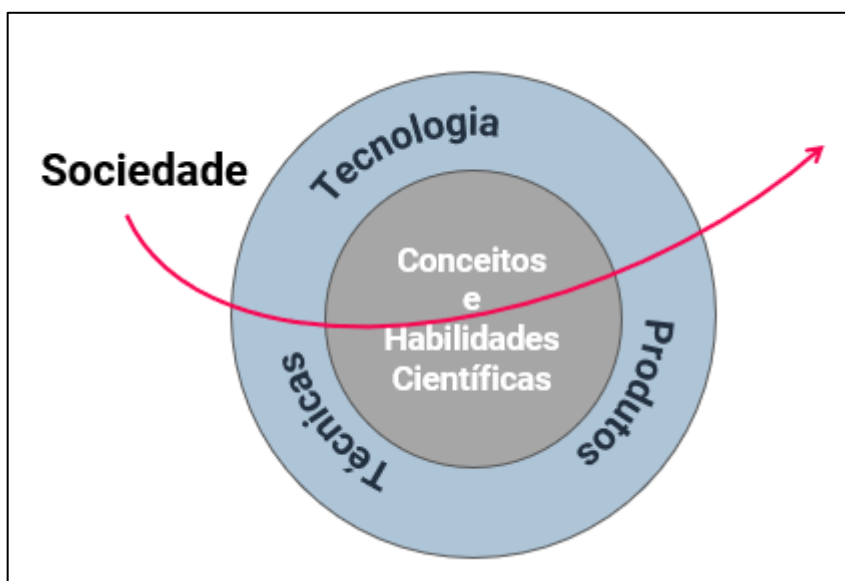 Tecnologia
Sociedade
Conceitos
e
Habilidades
Científicas
Produtos
Técnicas